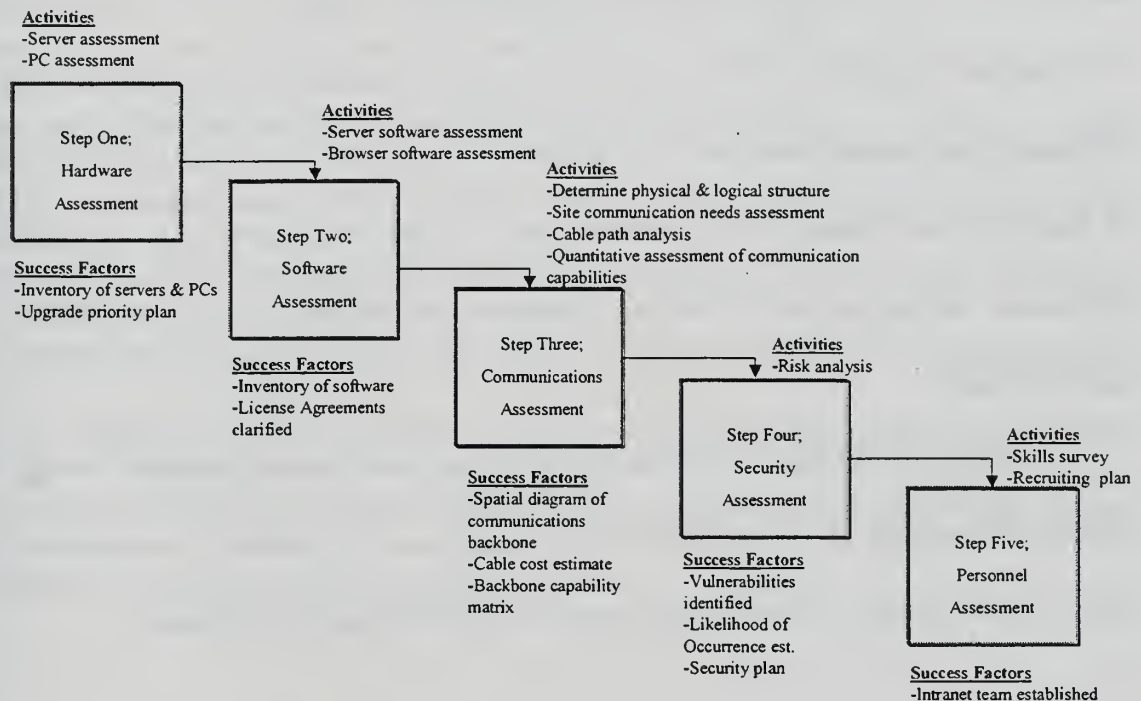 Activities
-Server assessment
-PC assessment
Step One;
Hardware
Assessment
Success Factors
-Inventory of servers & PCs
-Upgrade priority plan
Activities
-Server software assessment
-Browser software assessment
Step Two;
Software
Assessment
Success Factors
-Inventory of software
-License Agreements
clarified
Activities
-Determine physical & logical structure
-Site communication needs assessment
-Cable path analysis
-Quantitative assessment of communication
capabilities
Step Three;
Communications
Assessment
Success Factors
-Spatial diagram of
communications
backbone
-Cable cost estimate
-Backbone capability
matrix
Activities
-Risk analysis
Step Four;
Security
Assessment
Success Factors
-Vulnerabilities
identified
-Likelihood of
Occurrence est.
-Security plan
Activities
-Skills survey
-Recruiting plan
Step Five;
Personnel
Assessment
Success Factors
-Intranet team established